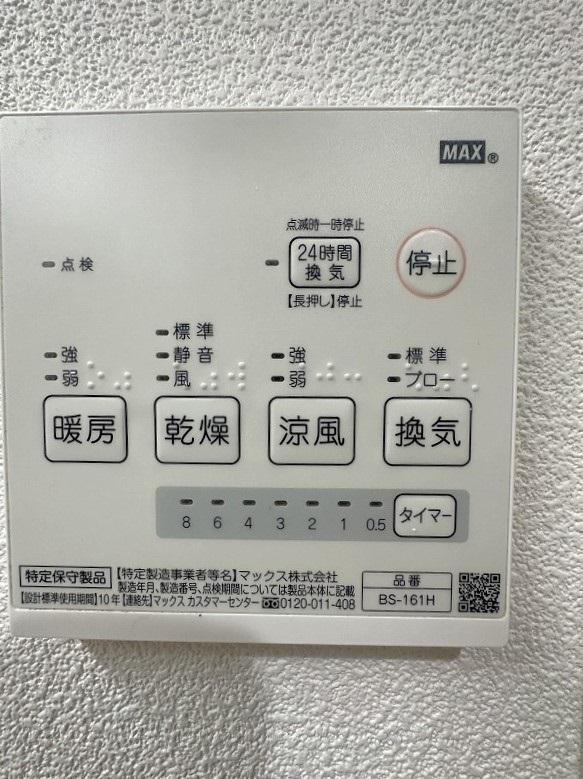 MAX®
点滅時一時停止
点検
24時間
換気
停止
【長押し】停止
標準
強
静音
強
標準
弱
風
弱
ブロー
暖房
乾燥
涼風
換気
8 6 4 3 2 1 0.5
タイマー
特定保守製品
【特定製造事業者等名】マックス株式会社
製造年月、製造番号、点検期間については製品本体に記載
【設計標準使用期間】10年【連絡先】マックス カスタマーセンター 0120-011-408
品番
BS-161H